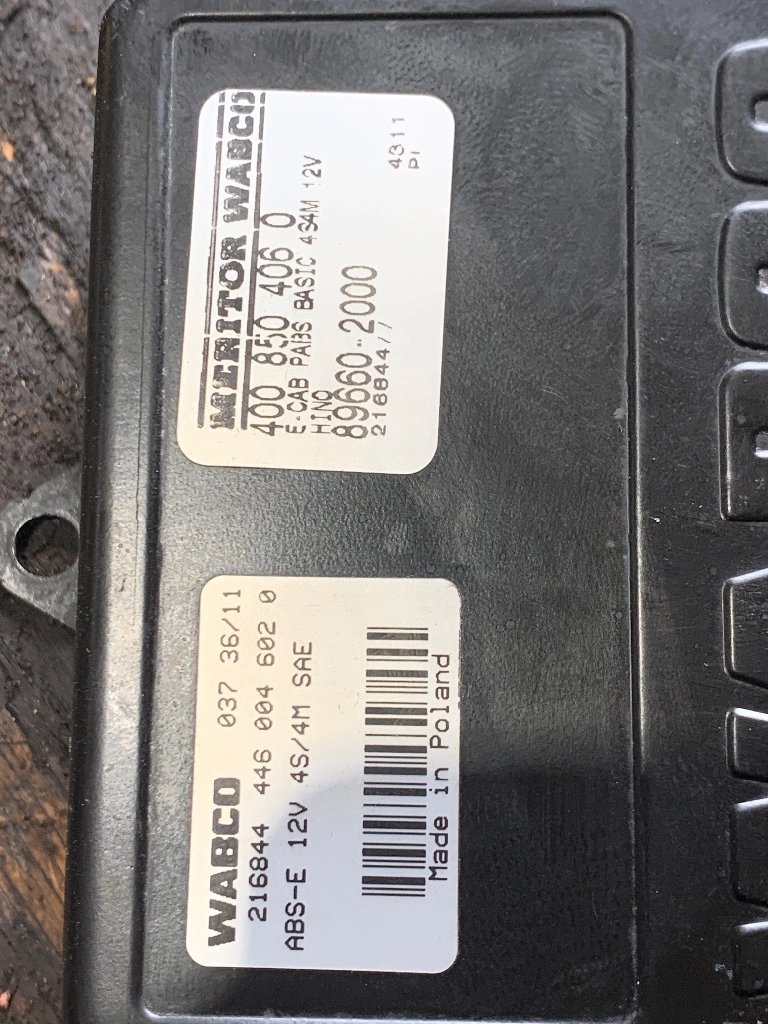 MERITOR WABCO
400 850 406 0
E-CAB PABS BASIC 4S4M 12V
HINO
89660-2000
216844//
4311
PI
WABCO 037 36/11
216844 446 004 602 0
ABS-E 12V 4S/4M SAE
Made in Poland
WABCO